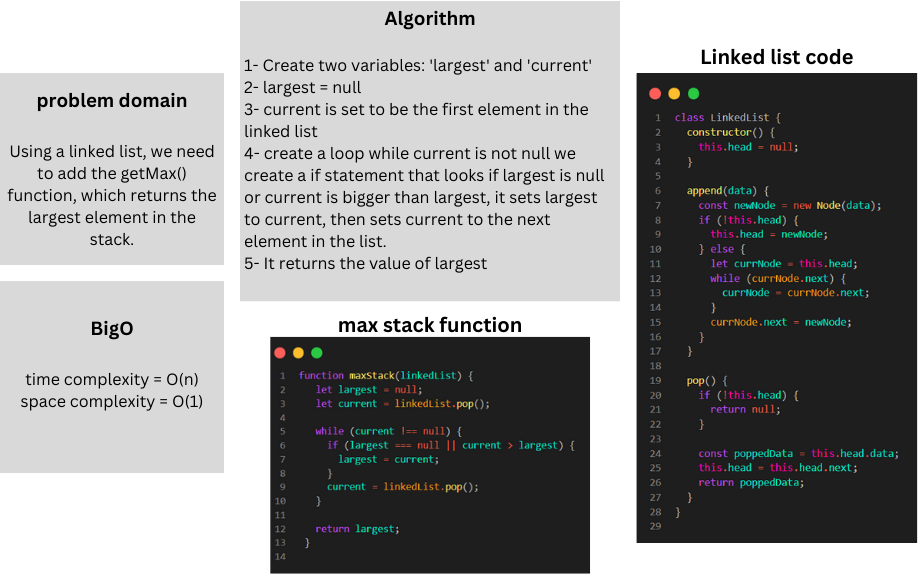 problem domain
Using a linked list, we need
to add the getMax()
function, which returns the
largest element in the
stack.
BigO
time complexity = O(n)
space complexity = O(1)
Algorithm
1- Create two variables: 'largest' and 'current'
2- largest = null
3- current is set to be the first element in the
linked list
4- create a loop while current is not null we
create a if statement that looks if largest is null
or current is bigger than largest, it sets largest
to current, then sets current to the next
element in the list.
5- It returns the value of largest
max stack function
1 function maxStack(linkedList) {
2 let largest = null;
3 let current = linkedList.pop();
4
5 while (current !== null) {
6 if (largest === null || current > largest) {
7 largest = current;
8 }
9 current = linkedList.pop();
10 }
11
12 return largest;
13 }
14
Linked list code
1 class LinkedList {
2 constructor() {
3 this.head = null;
4 }
5
6 append(data) {
7 const newNode = new Node(data);
8 if (!this.head) {
9 this.head = newNode;
10 } else {
11 let currNode = this.head;
12 while (currNode.next) {
13 currNode = currNode.next;
14 }
15 currNode.next = newNode;
16 }
17 }
18
19 pop() {
20 if (!this.head) {
21 return null;
22 }
23
24 const poppedData = this.head.data;
25 this.head = this.head.next;
26 return poppedData;
27 }
28 }
29